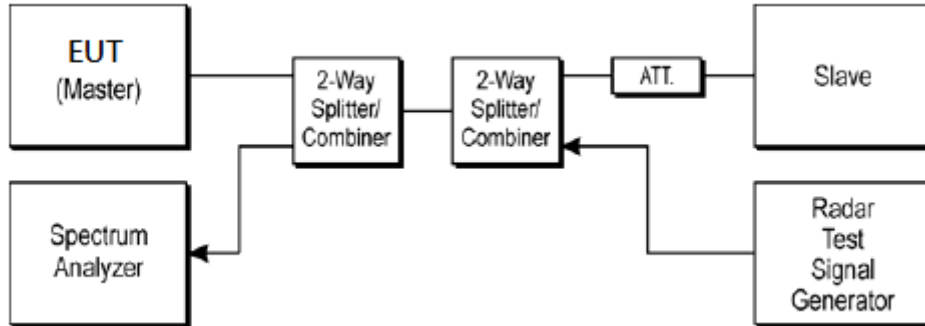 EUT
(Master)
2-Way
Splitter/
Combiner
2-Way
Splitter/
Combiner
ATT.
Slave
Spectrum
Analyzer
Radar
Test
Signal
Generator